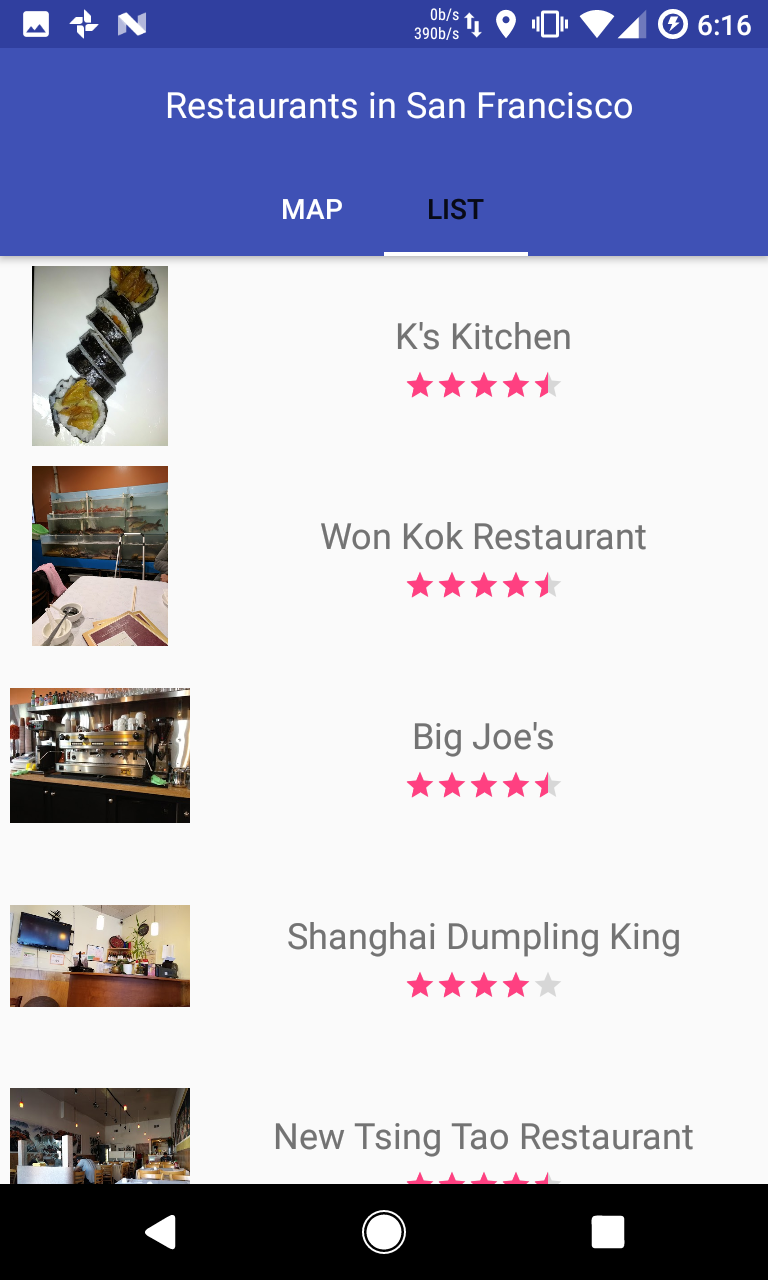 0b/s
390b/s
6:16
Restaurants in San Francisco
MAP
LIST
K's Kitchen
Won Kok Restaurant
Big Joe's
Shanghai Dumpling King
New Tsing Tao Restaurant